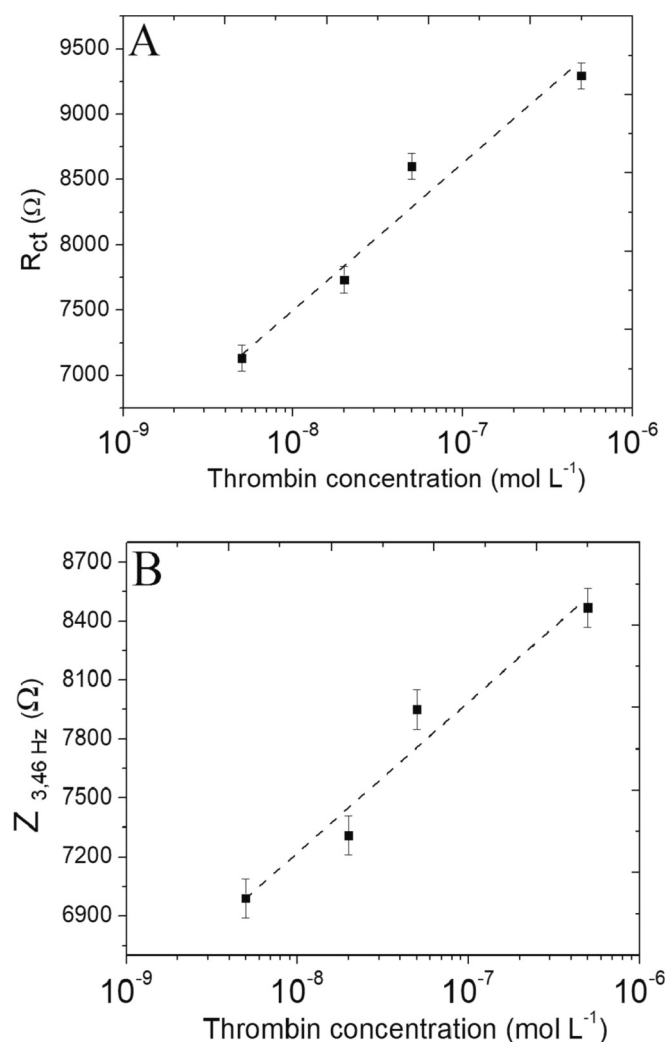 A
9500
9000
8500
8000
7500
7000
R_ct (Ω)
10^-9 10^-8 10^-7 10^-6
Thrombin concentration (mol L^-1)
B
8700
8400
8100
7800
7500
7200
6900
Z_3,46 Hz (Ω)
10^-9 10^-8 10^-7 10^-6
Thrombin concentration (mol L^-1)